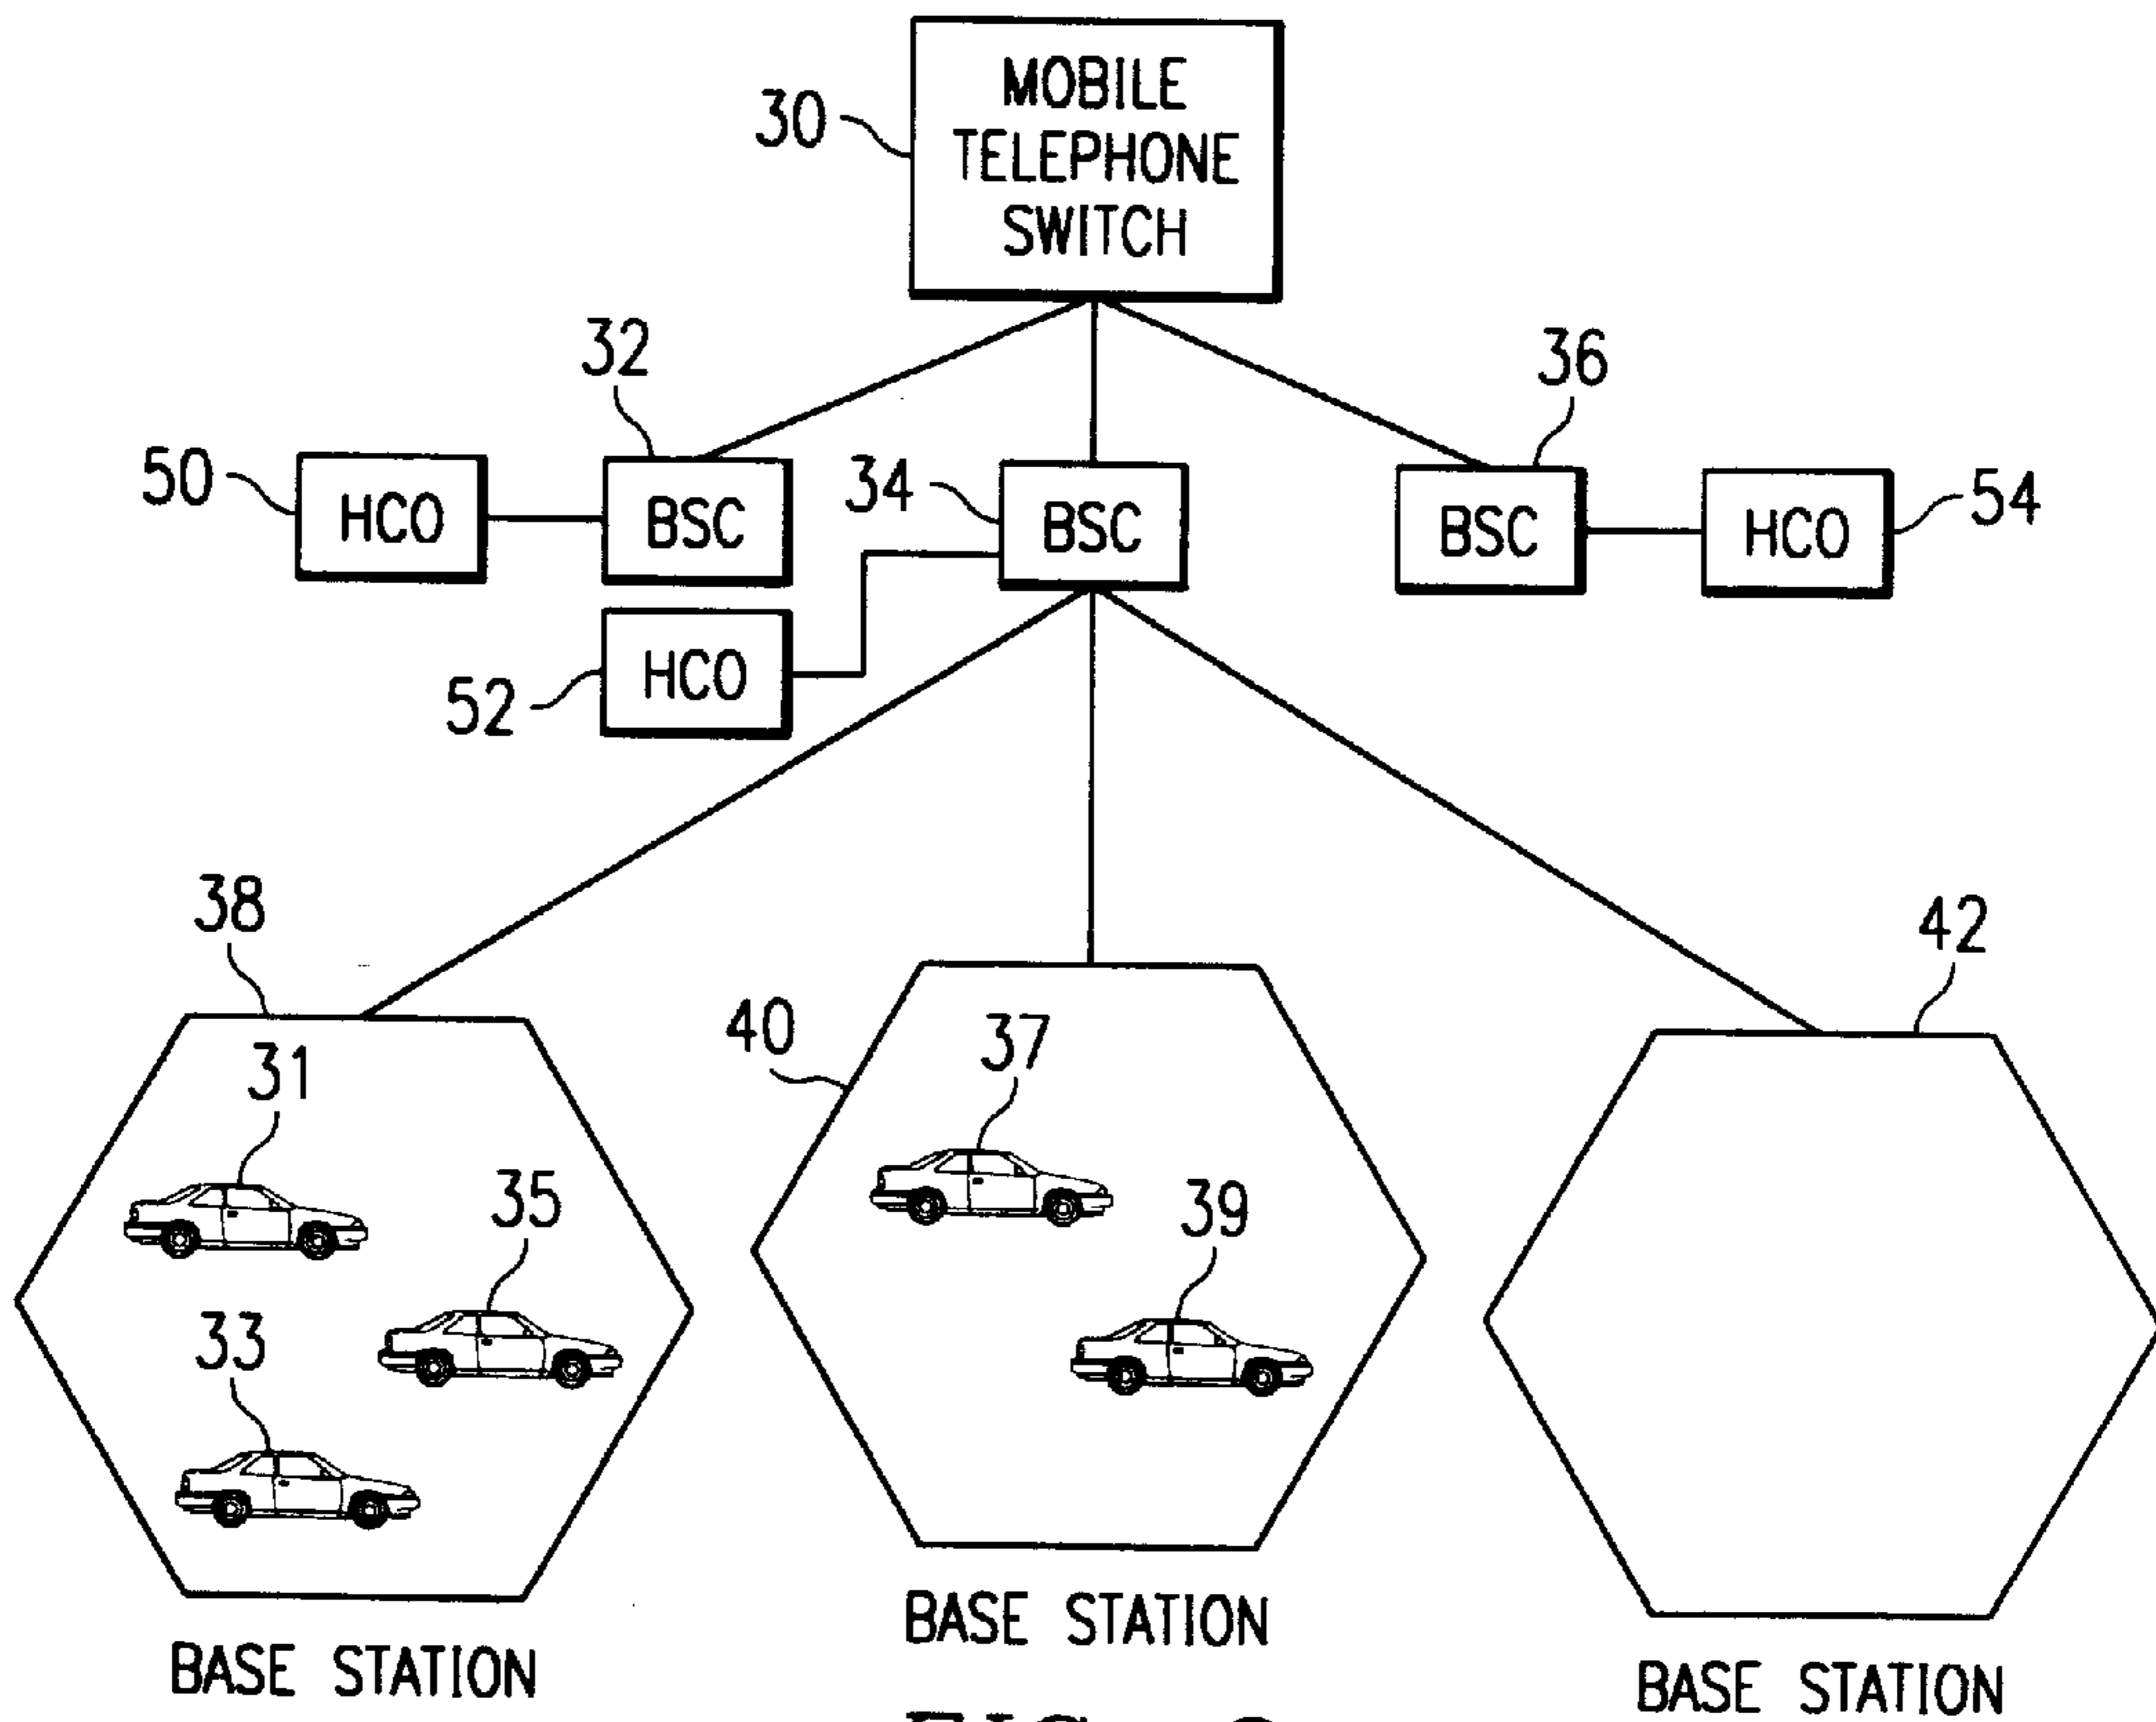 MOBILE
TELEPHONE
SWITCH
30
32
36
50
HCO
BSC
34
BSC
BSC
HCO
54
52
HCO
38
42
40
31
37
35
39
33
BASE STATION
BASE STATION
BASE STATION